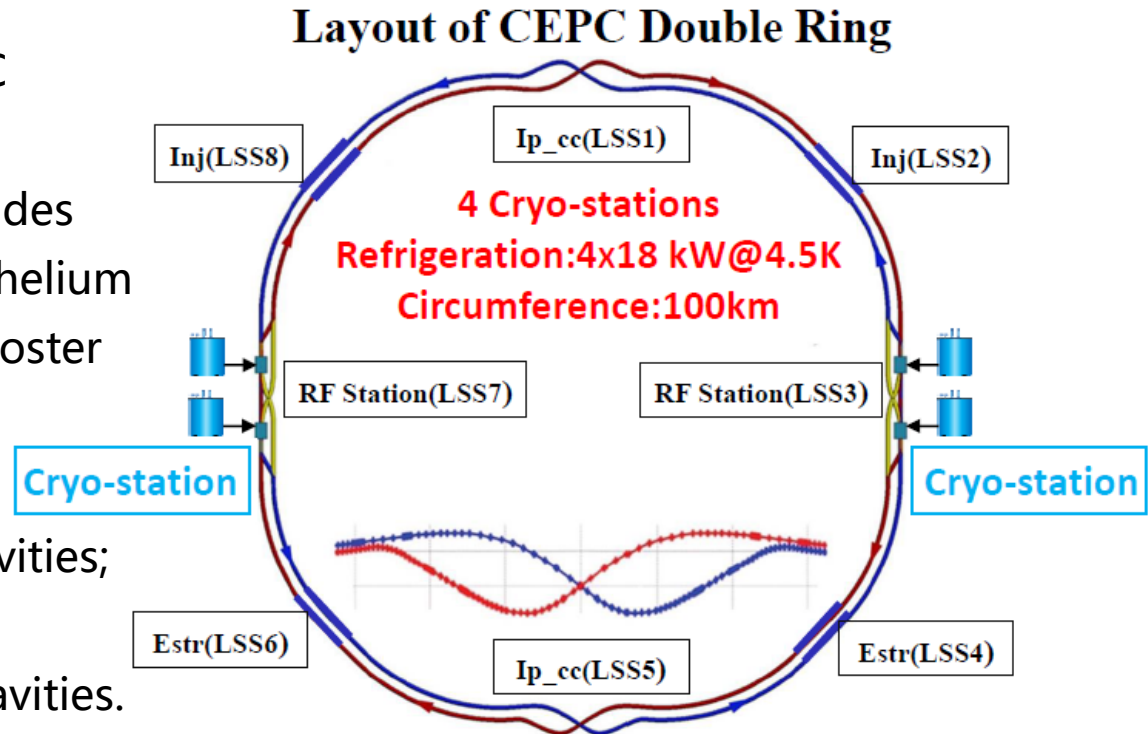 Layout of CEPC Double Ring
C
des
helium
oster
vities;
avities.
Ip_cc(LSS1)
Inj(LSS8)
Inj(LSS2)
4 Cryo-stations
Refrigeration:4x18 kW@4.5K
Circumference:100km
RF Station(LSS7)
RF Station(LSS3)
Cryo-station
Cryo-station
Estr(LSS6)
Ip_cc(LSS5)
Estr(LSS4)